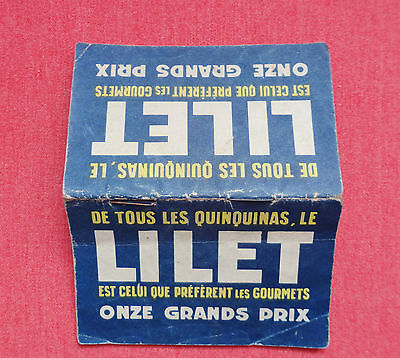 ONZE GRANDS PRIX
EST CELUI QUE PRÉFÈRENT LES GOURMETS
LILET
DE TOUS LES QUINQUINAS, LE
DE TOUS LES QUINQUINAS, LE
LILET
EST CELUI QUE PRÉFÈRENT LES GOURMETS
ONZE GRANDS PRIX